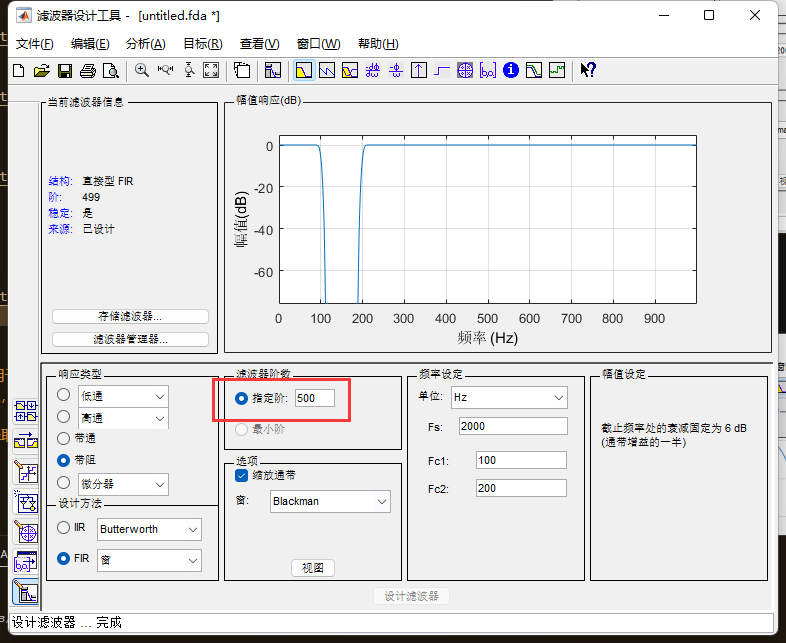 滤波器设计工具 - [untitled.fda *]
文件(F) 编辑(E) 分析(A) 目标(R) 查看(V) 窗口(W) 帮助(H)
当前滤波器信息
结构: 直接型 FIR
阶: 499
稳定: 是
来源: 已设计
存储滤波器...
滤波器管理器...
幅值响应(dB)
幅值(dB)
0
-20
-40
-60
0 100 200 300 400 500 600 700 800 900
频率 (Hz)
响应类型
低通
高通
带通
带阻
微分器
设计方法
IIR Butterworth
FIR 窗
滤波器阶数
指定阶: 500
最小阶
选项
缩放通带
窗: Blackman
视图
频率设定
单位: Hz
Fs: 2000
Fc1: 100
Fc2: 200
幅值设定
截止频率处的衰减固定为 6 dB
(通带增益的一半)
设计滤波器
设计滤波器 ... 完成